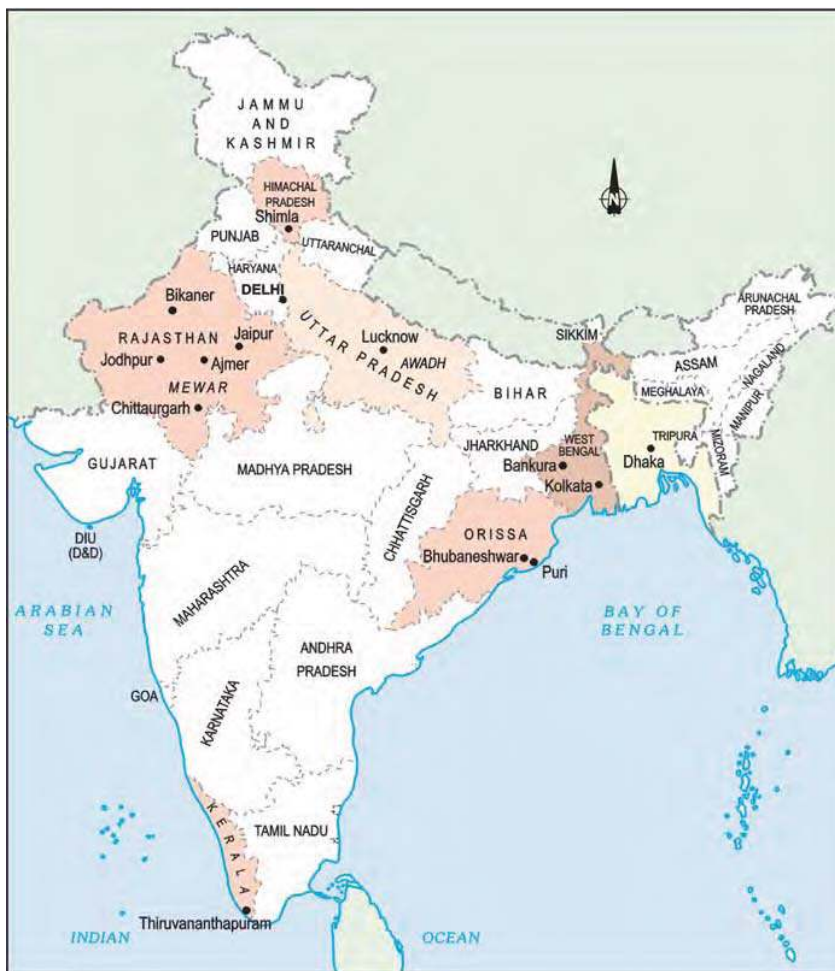 JAMMU
AND
KASHMIR
HIMACHAL
PRADESH
Shimla
PUNJAB
UTTARANCHAL
HARYANA
DELHI
N
Bikaner
RAJASTHAN
Jaipur
Jodhpur
Ajmer
MEWAR
Chittaurgarh
UTTAR PRADESH
Lucknow
AWADH
SIKKIM
ARUNACHAL
PRADESH
ASSAM
NAGALAND
MEGHALAYA
MANIPUR
BIHAR
JHARKHAND
WEST
BENGAL
TRIPURA
MIZORAM
Bankura
Dhaka
Kolkata
GUJARAT
MADHYA PRADESH
CHHATTISGARH
DIU
(D&D)
ORISSA
Bhubaneshwar
Puri
MAHARASHTRA
ARABIAN
SEA
BAY OF
BENGAL
ANDHRA
PRADESH
GOA
KARNATAKA
KERALA
TAMIL NADU
Thiruvananthapuram
INDIAN
OCEAN